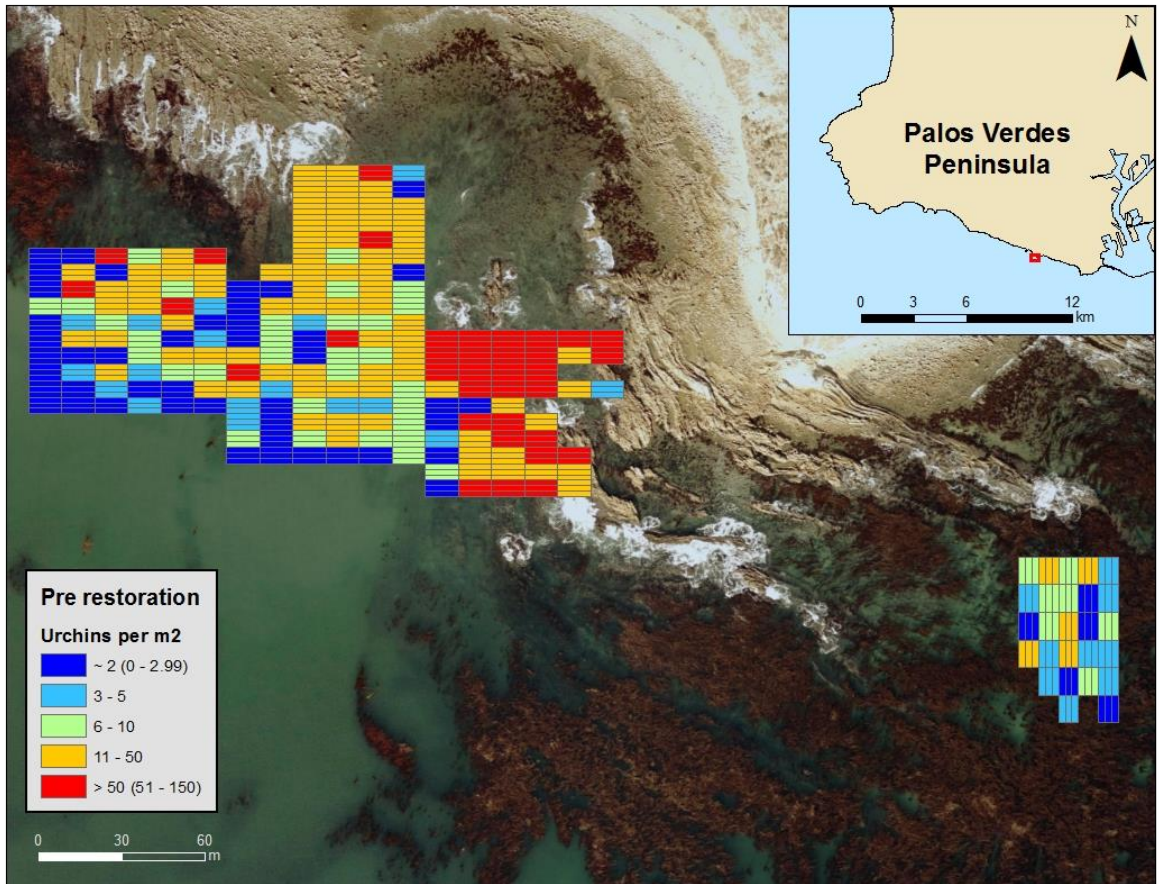 N
Palos Verdes
Peninsula
0 3 6 12
km
Pre restoration
Urchins per m2
~ 2 (0 - 2.99)
3 - 5
6 - 10
11 - 50
> 50 (51 - 150)
0 30 60
m